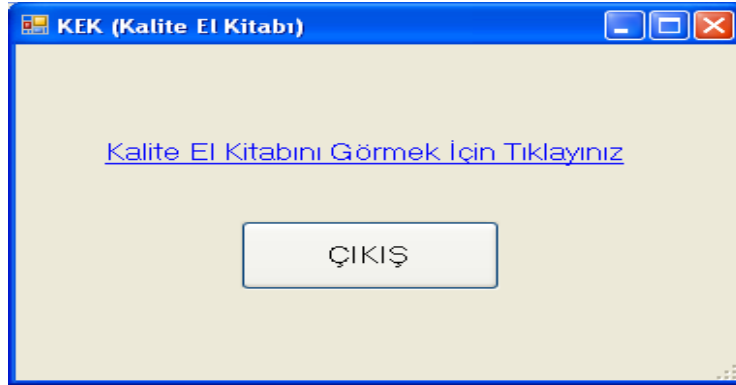 KEK (Kalite El Kitabı)
Kalite El Kitabını Görmek İçin Tıklayınız
ÇIKIŞ